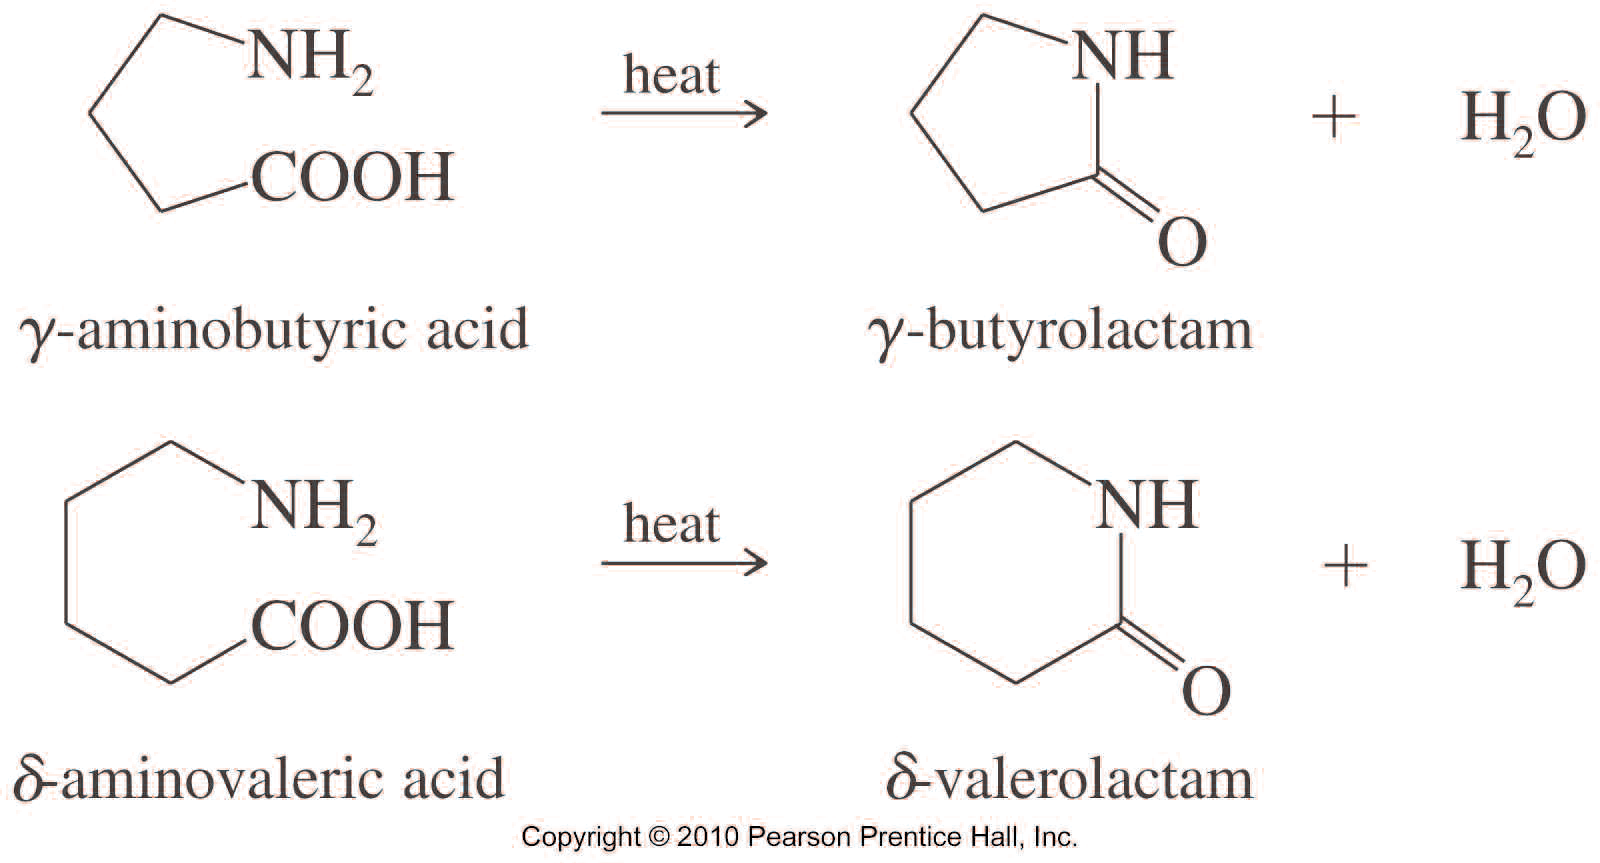 NH₂
heat
NH
+
H₂O
COOH
O
γ-aminobutyric acid
γ-butyrolactam
NH₂
heat
NH
+
H₂O
COOH
O
δ-aminovaleric acid
δ-valerolactam
Copyright © 2010 Pearson Prentice Hall, Inc.